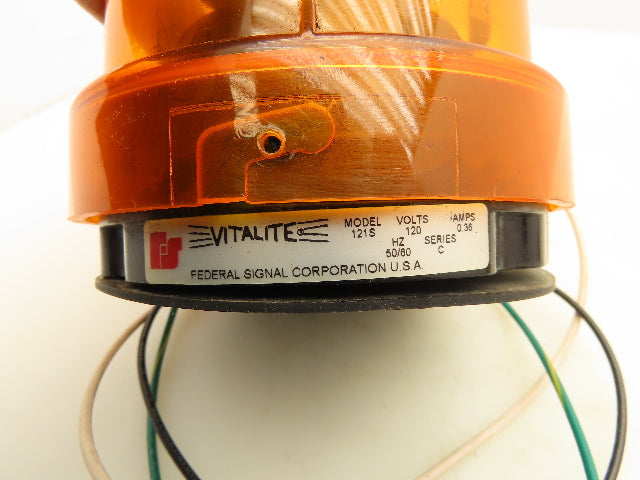 VITALITE MODEL VOLTS AMPS
121S 120 0.36
HZ SERIES
50/60 C
FEDERAL SIGNAL CORPORATION U.S.A.